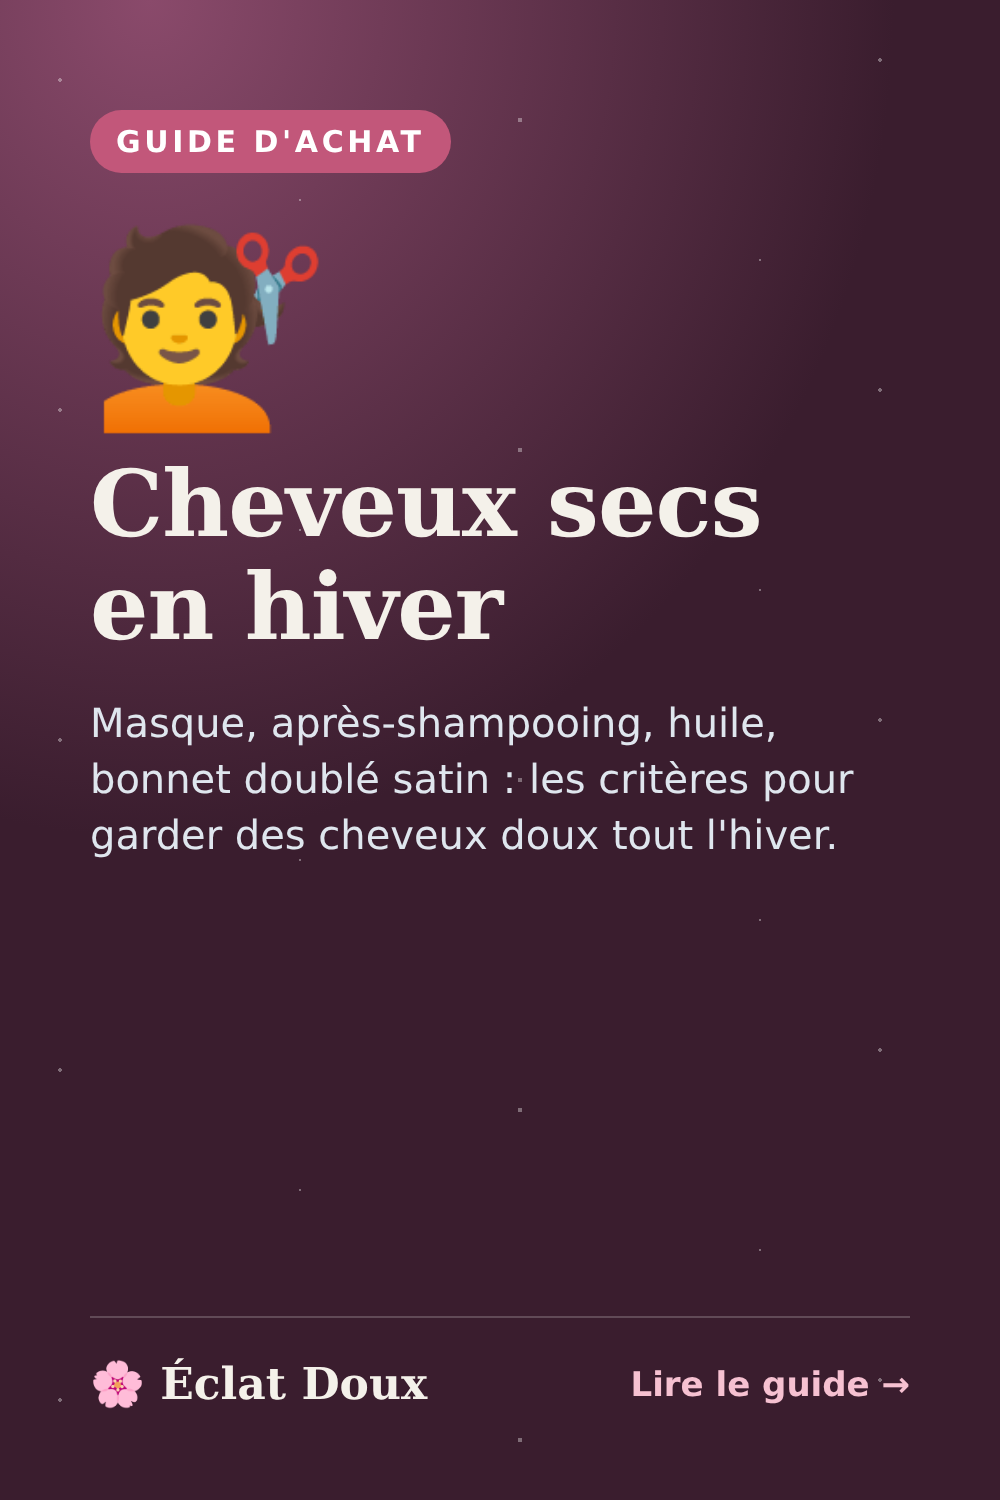 GUIDE D'ACHAT
Cheveux secs
en hiver
Masque, après-shampooing, huile,
bonnet doublé satin : les critères pour
garder des cheveux doux tout l'hiver.
Éclat Doux
Lire le guide →